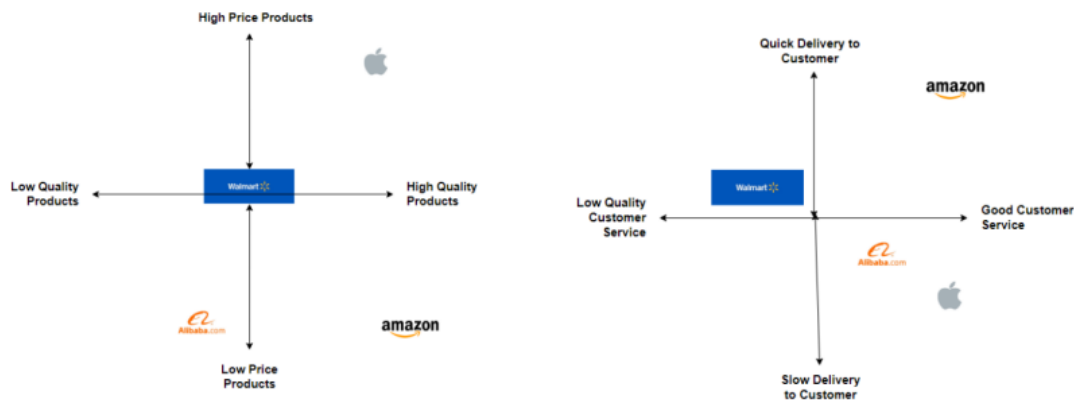 High Price Products
Low Quality
Products
Walmart
High Quality
Products
Alibaba.com
amazon
Low Price
Products
Quick Delivery to
Customer
amazon
Walmart
Low Quality
Customer
Service
Good Customer
Service
Alibaba.com
Slow Delivery
to Customer